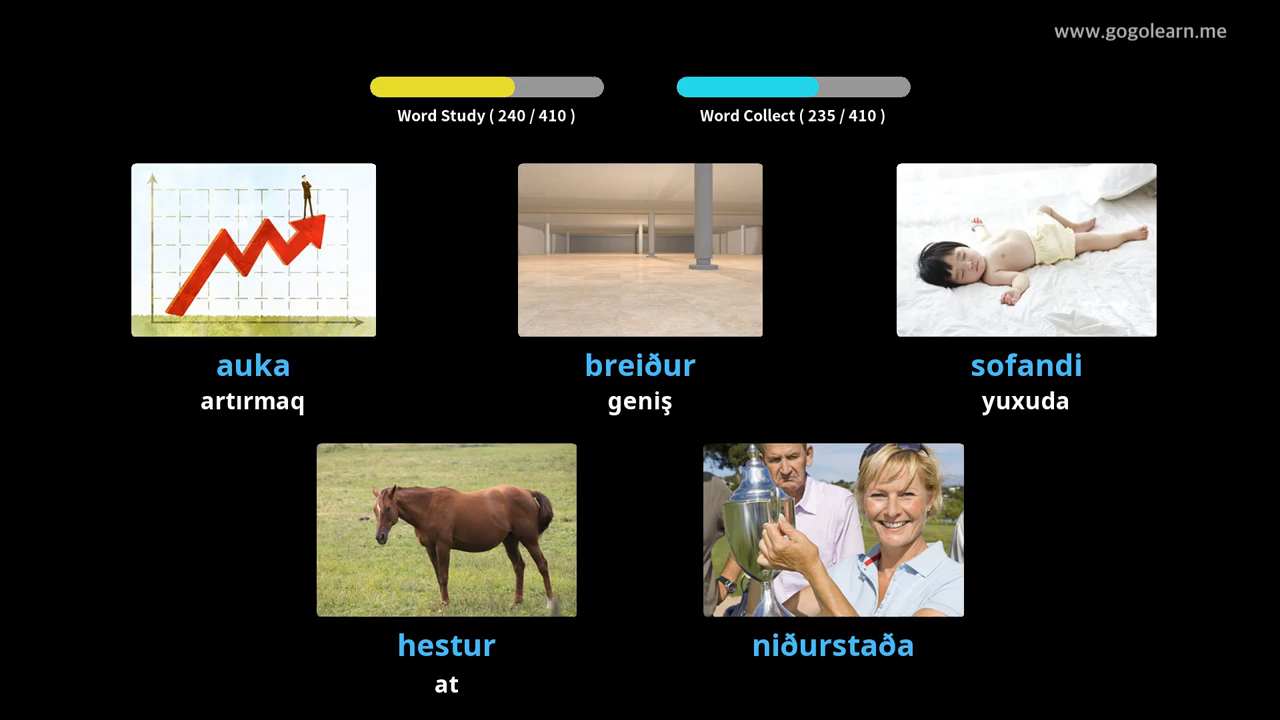 www.gogolearn.me
Word Study ( 240 / 410 )
Word Collect ( 235 / 410 )
auka
artırmaq
breiður
geniş
sofandi
yuxuda
hestur
at
niðurstaða